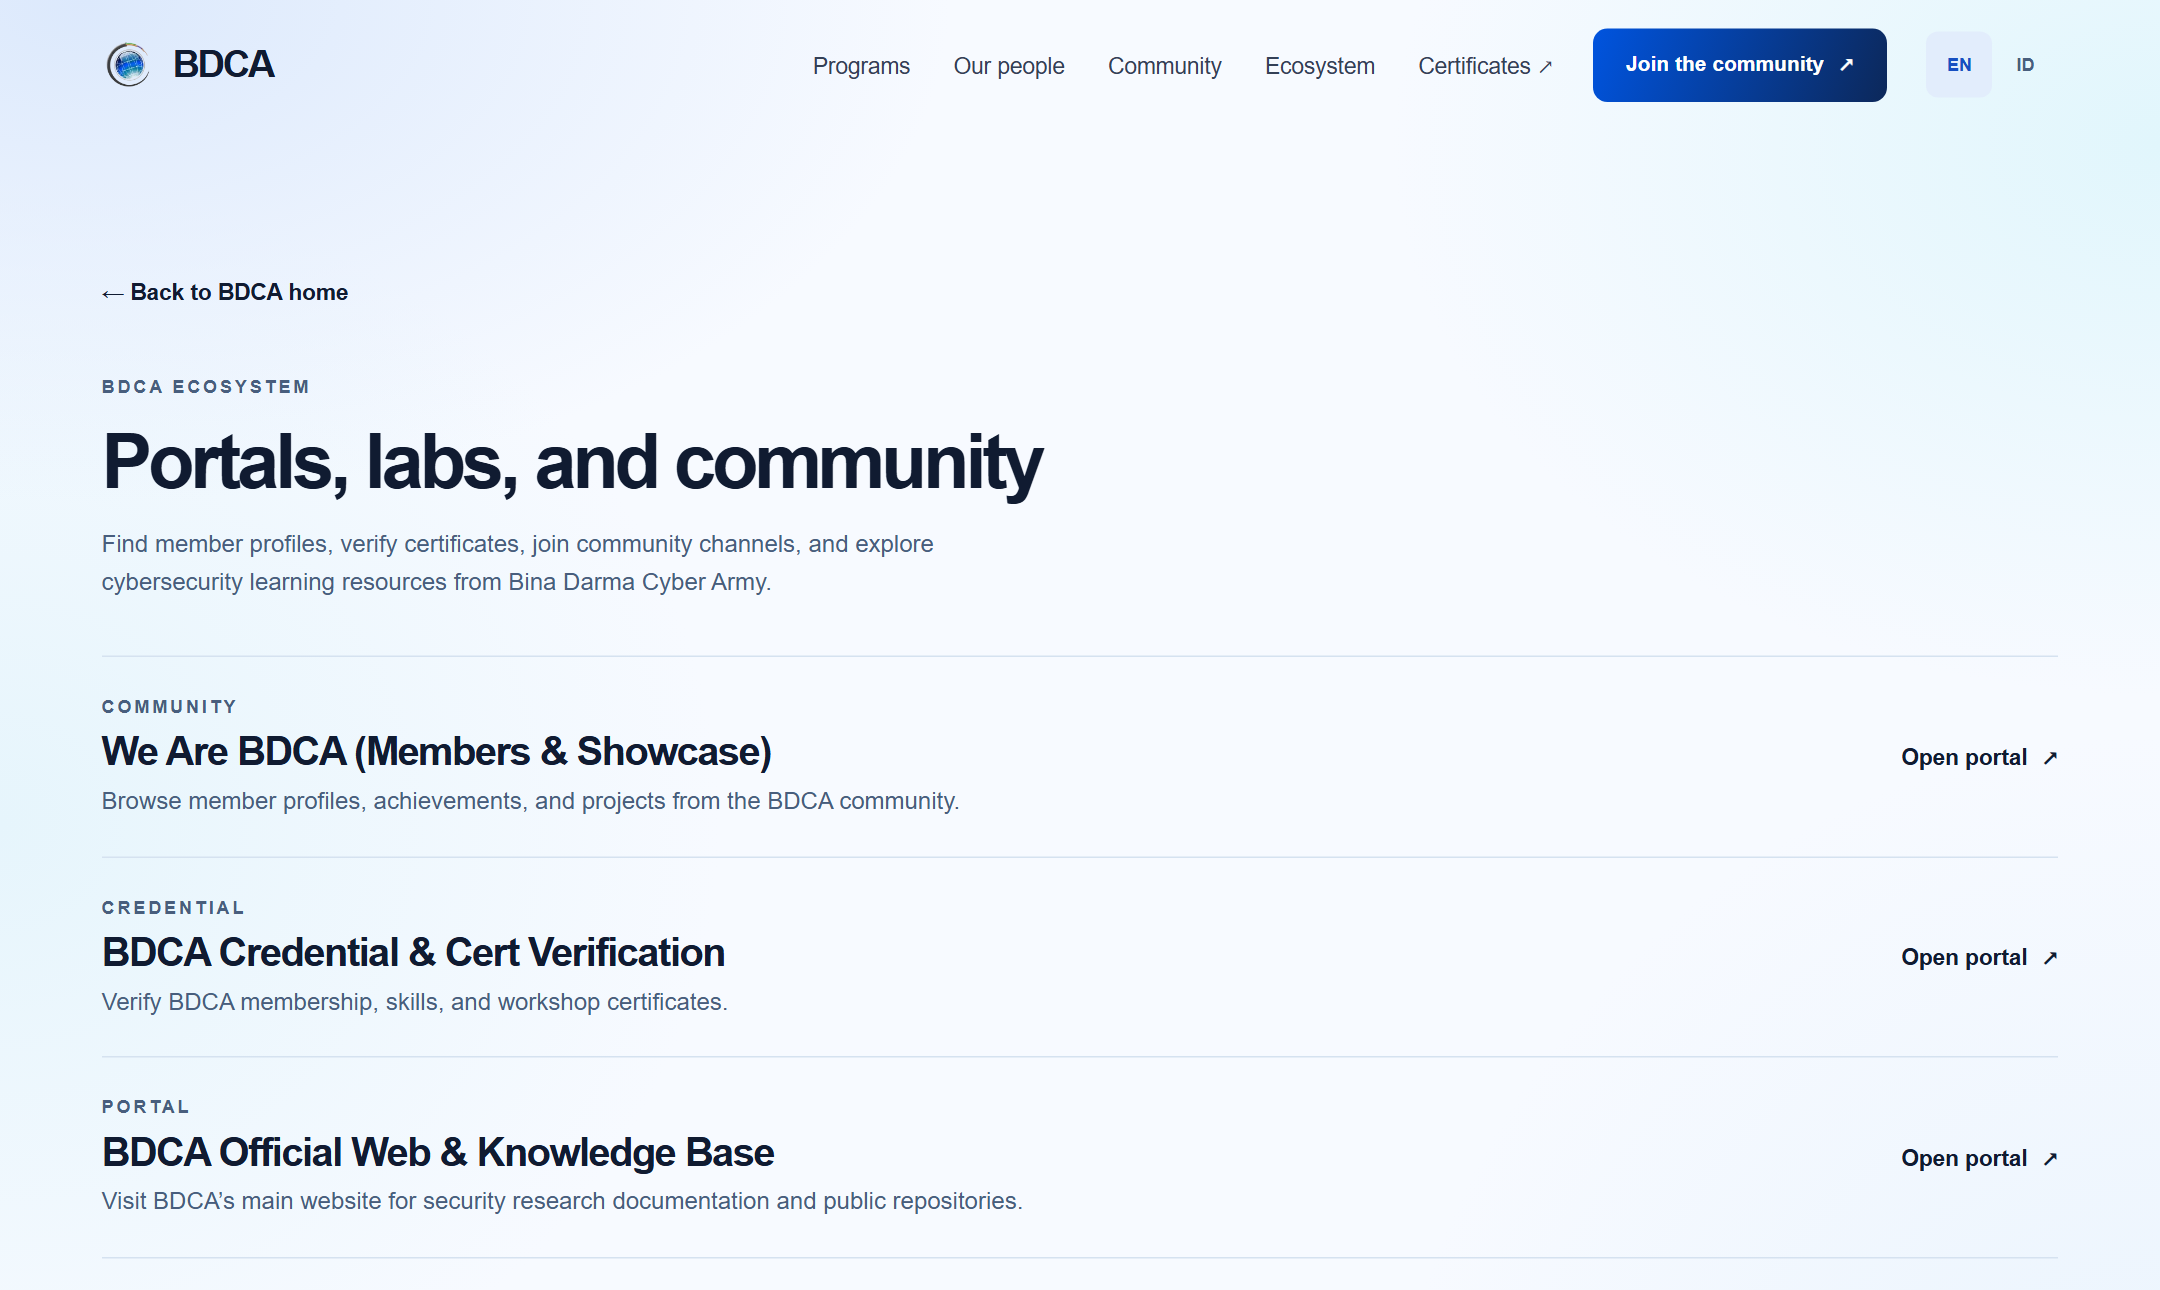 BDCA
Programs
Our people
Community
Ecosystem
Certificates ↗
Join the community ↗
EN
ID
← Back to BDCA home
BDCA ECOSYSTEM
Portals, labs, and community
Find member profiles, verify certificates, join community channels, and explore
cybersecurity learning resources from Bina Darma Cyber Army.
COMMUNITY
We Are BDCA (Members & Showcase)
Browse member profiles, achievements, and projects from the BDCA community.
Open portal ↗
CREDENTIAL
BDCA Credential & Cert Verification
Verify BDCA membership, skills, and workshop certificates.
Open portal ↗
PORTAL
BDCA Official Web & Knowledge Base
Visit BDCA’s main website for security research documentation and public repositories.
Open portal ↗